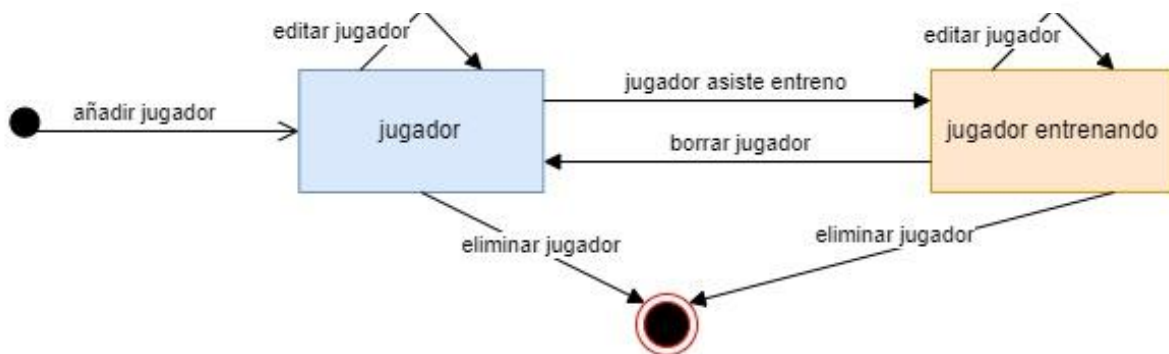 editar jugador
editar jugador
jugador asiste entreno
añadir jugador
jugador
jugador entrenando
borrar jugador
eliminar jugador
eliminar jugador